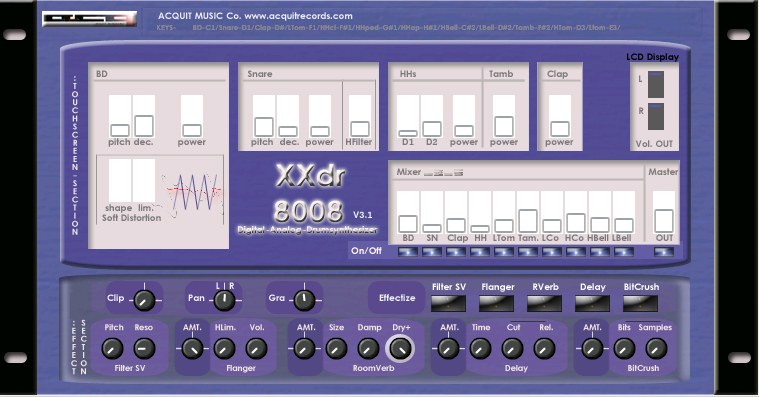 ACQUIT MUSIC Co. www.acquitrecords.com
KEYS- BD-C1/Snare-D1/Clap-D#/LTom-F1/HHcl-F#1/HHped-G#1/HHop-H#1/HBell-C#2/lBell-D#2/Tamb-F#2/HTom-D3/Ltom-E3/
LCD Display
BD
Snare
HHs
Tamb
Clap
L
R
Vol. OUT
pitch dec. power
pitch dec. power HFilter
D1 D2 power
power
power
:TOUCHSCREEN-SECTION
shape lim.
Soft Distortion
XXdr
8008 V3.1
Digital-Analog-Drumsynthesizer
Mixer
Master
BD SN Clap HH LTom Tam. LCo HCo HBell LBell OUT
On/Off
Clip
Pan
L | R
Gra
Effectize
Filter SV Flanger RVerb Delay BitCrush
:EFFECT SECTION
Pitch Reso
Filter SV
AMT. HLim. Vol.
Flanger
AMT. Size Damp Dry+
RoomVerb
AMT. Time Cut Rel.
Delay
AMT. Bits Samples
BitCrush